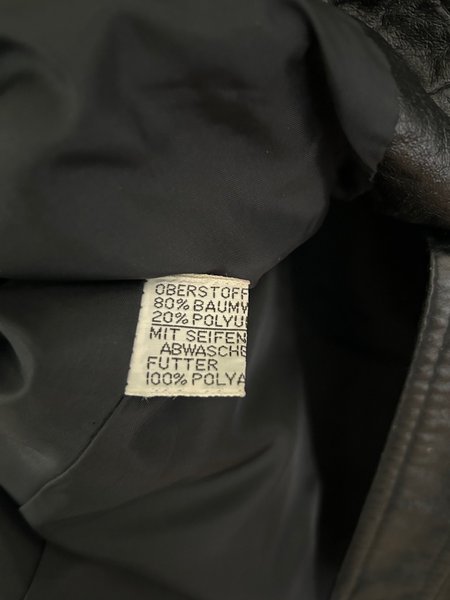 OBERSTOFF
80% BAUMW
20% POLYU
MIT SEIFEN
ABWASCHE
FUTTER
100% POLYA